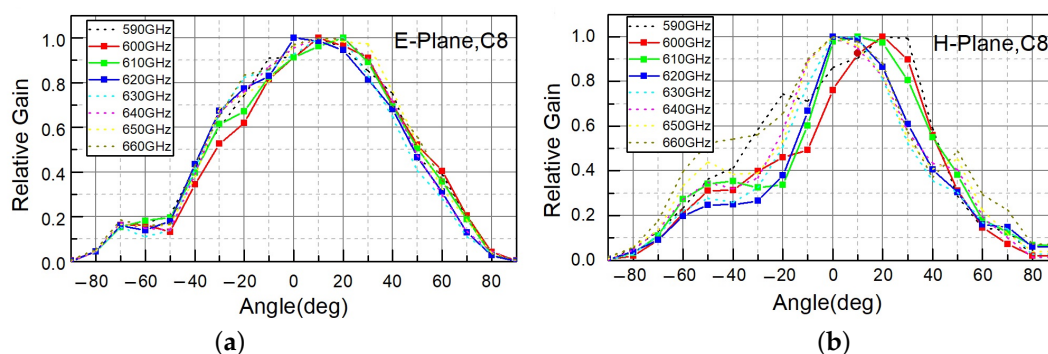 E-Plane,C8
590GHz
600GHz
610GHz
620GHz
630GHz
640GHz
650GHz
660GHz
Relative Gain
1.0
0.8
0.6
0.4
0.2
0.0
−80 −60 −40 −20 0 20 40 60 80
Angle(deg)
(a)
H-Plane,C8
590GHz
600GHz
610GHz
620GHz
630GHz
640GHz
650GHz
660GHz
Relative Gain
1.0
0.8
0.6
0.4
0.2
0.0
−80 −60 −40 −20 0 20 40 60 80
Angle(deg)
(b)